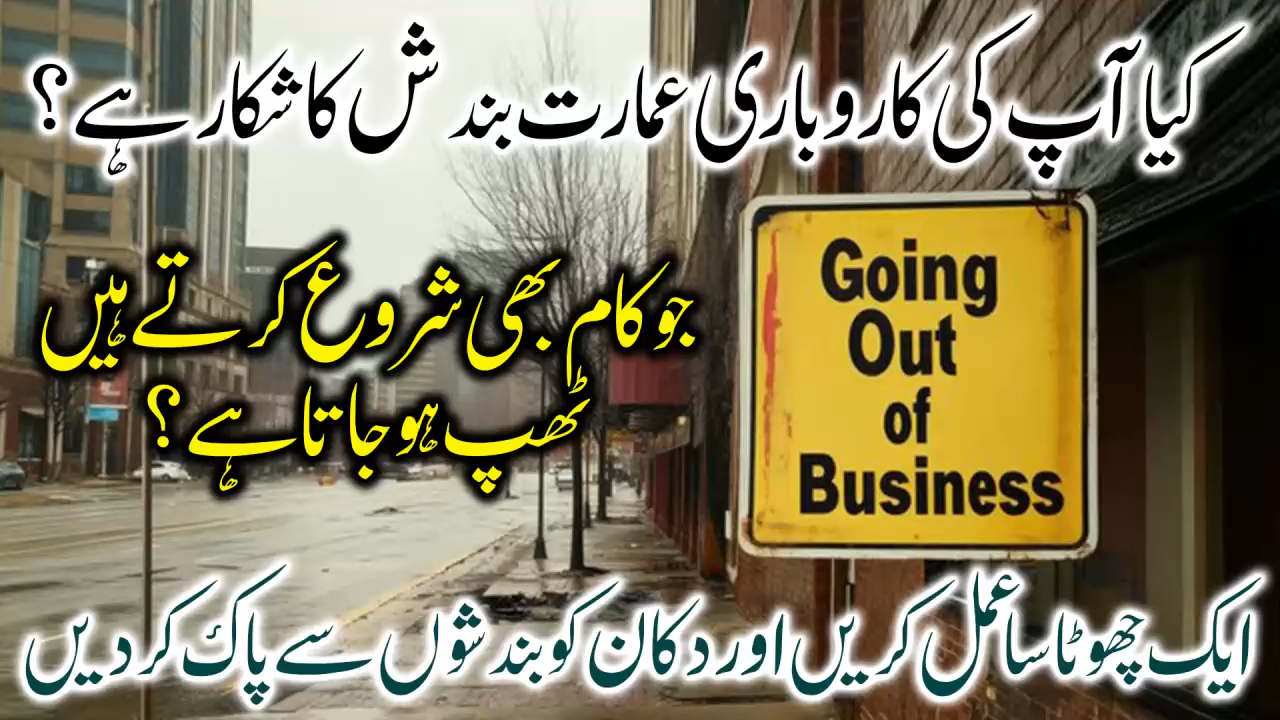 کیا آپ کی کاروباری عمارت بندش کا شکار ہے؟
جو کام بھی شروع کرتے ہیں
ٹھپ ہو جاتا ہے؟
Going
Out
of
Business
ایک چھوٹا سا عمل کریں اور دکان کو بندشوں سے پاک کر دیں